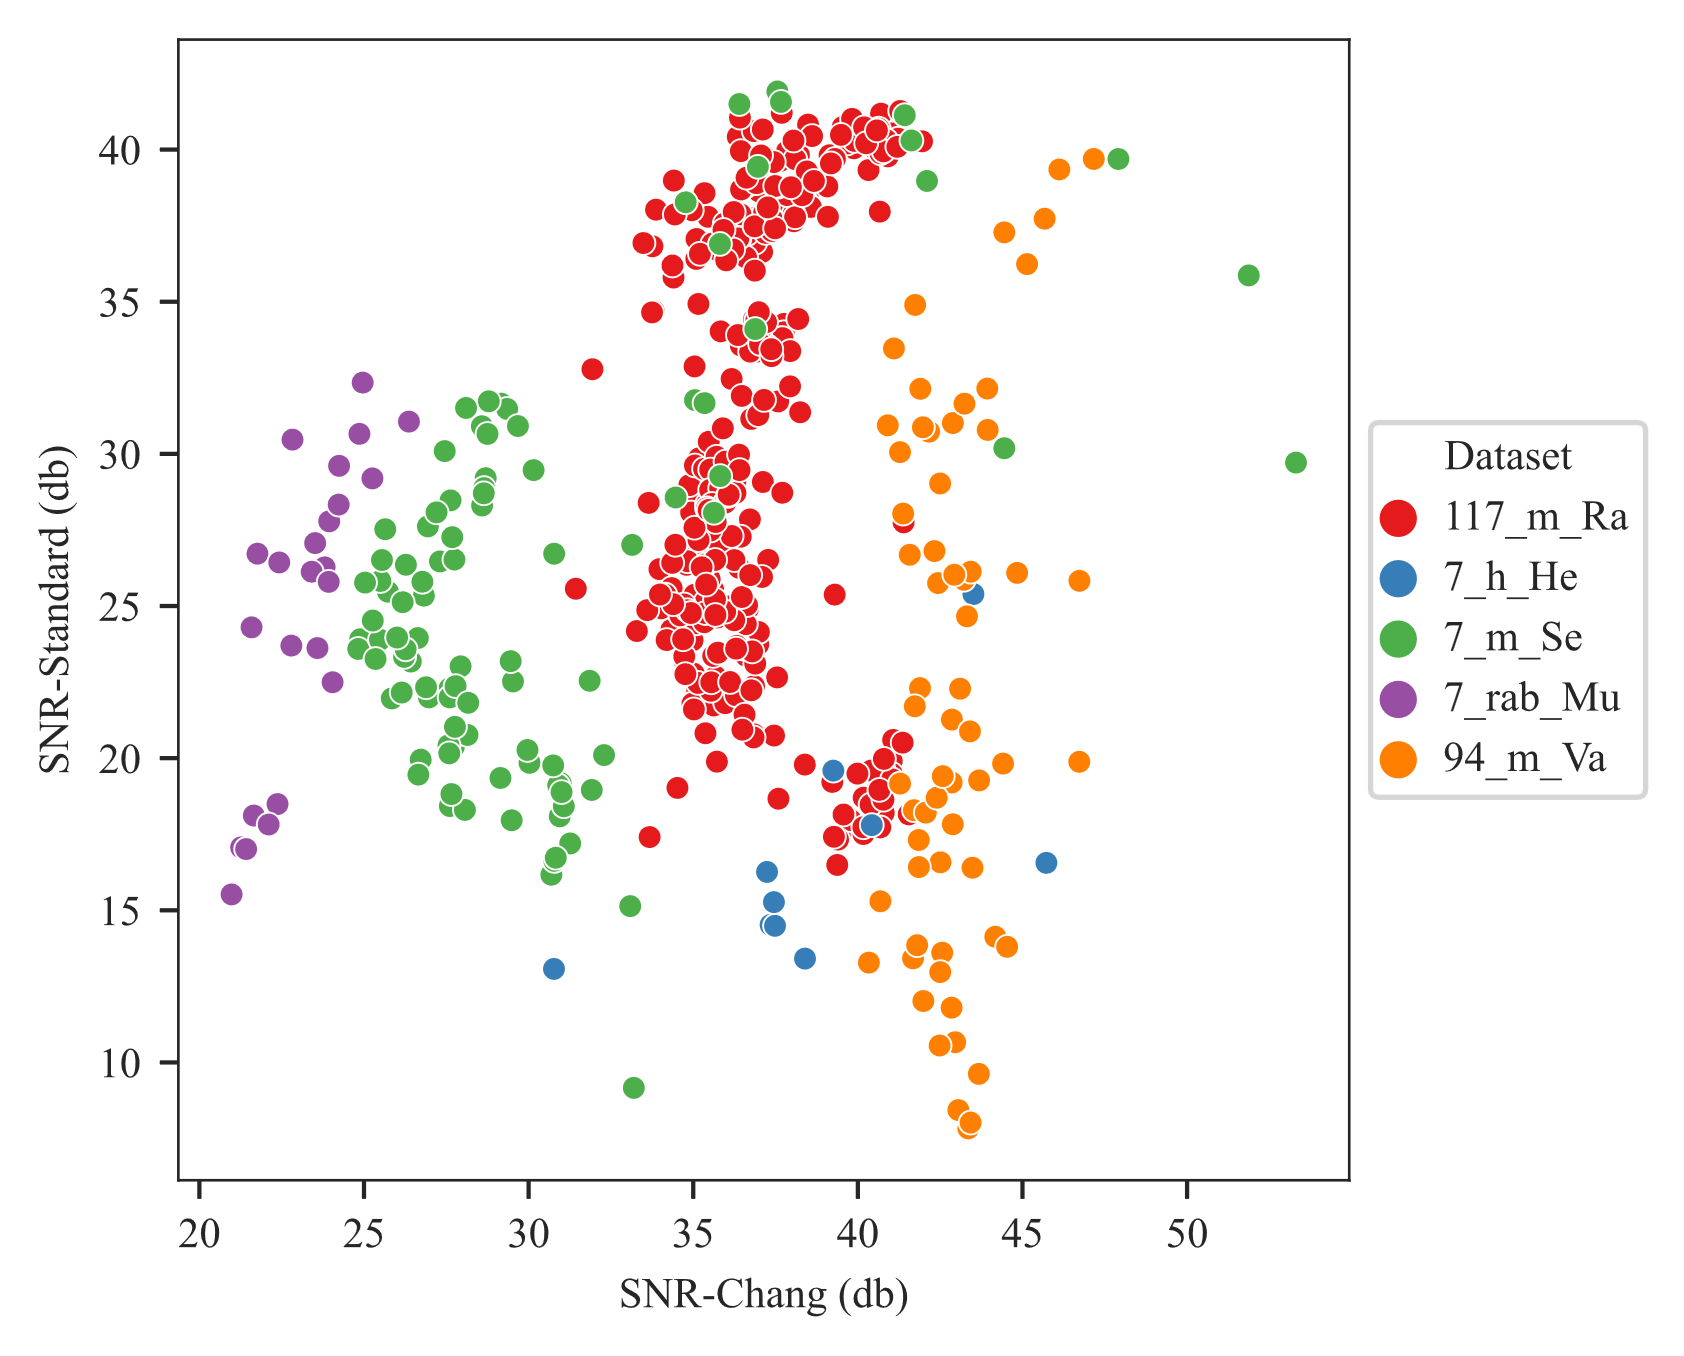 40
35
30
25
20
15
10
SNR-Standard (db)
20 25 30 35 40 45 50
SNR-Chang (db)
Dataset
117_m_Ra
7_h_He
7_m_Se
7_rab_Mu
94_m_Va